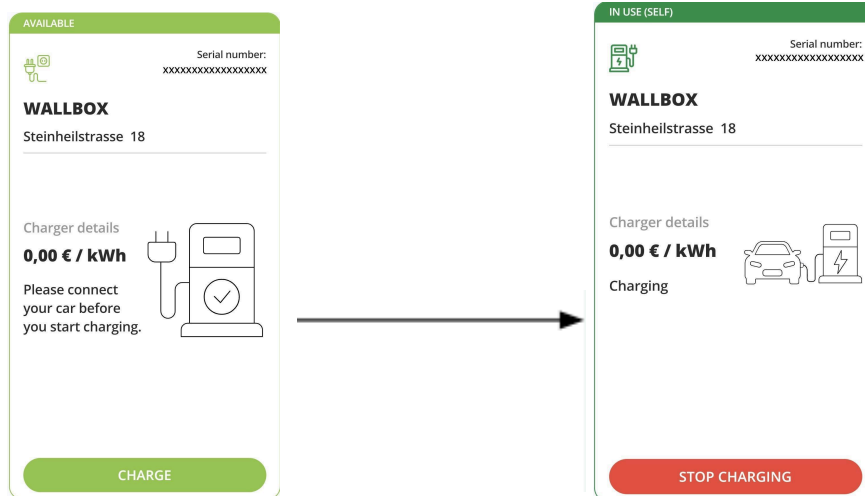 AVAILABLE
Serial number:
xxxxxxxxxxxxxxxxxx
WALLBOX
Steinheilstrasse 18
Charger details
0,00 € / kWh
Please connect
your car before
you start charging.
CHARGE
IN USE (SELF)
Serial number:
xxxxxxxxxxxxxxxxxx
WALLBOX
Steinheilstrasse 18
Charger details
0,00 € / kWh
Charging
STOP CHARGING